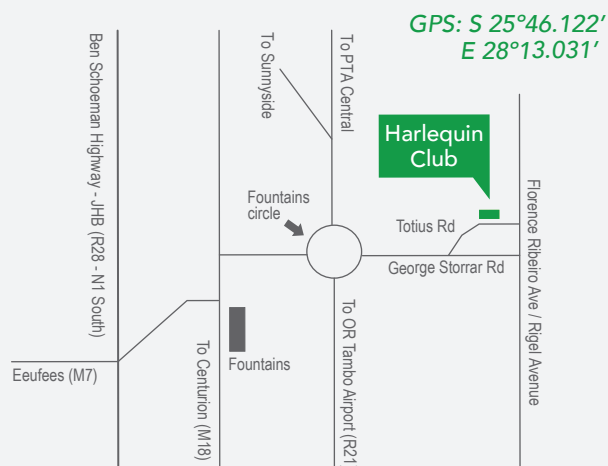 GPS: S 25°46.122’
E 28°13.031’
Ben Schoeman Highway - JHB (R28 - N1 South)
To Sunnyside
To PTA Central
Harlequin
Club
Fountains
circle
Totius Rd
George Storrar Rd
Florence Ribeiro Ave / Rigel Avenue
Eeufees (M7)
To Centurion (M18)
Fountains
To OR Tambo Airport (R21